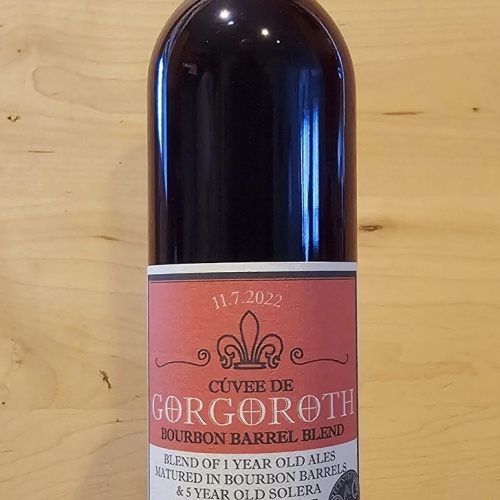 11.7.2022
CÚVEE DE
GORGOROTH
BOURBON BARREL BLEND
BLEND OF 1 YEAR OLD ALES
MATURED IN BOURBON BARRELS
& 5 YEAR OLD SOLERA